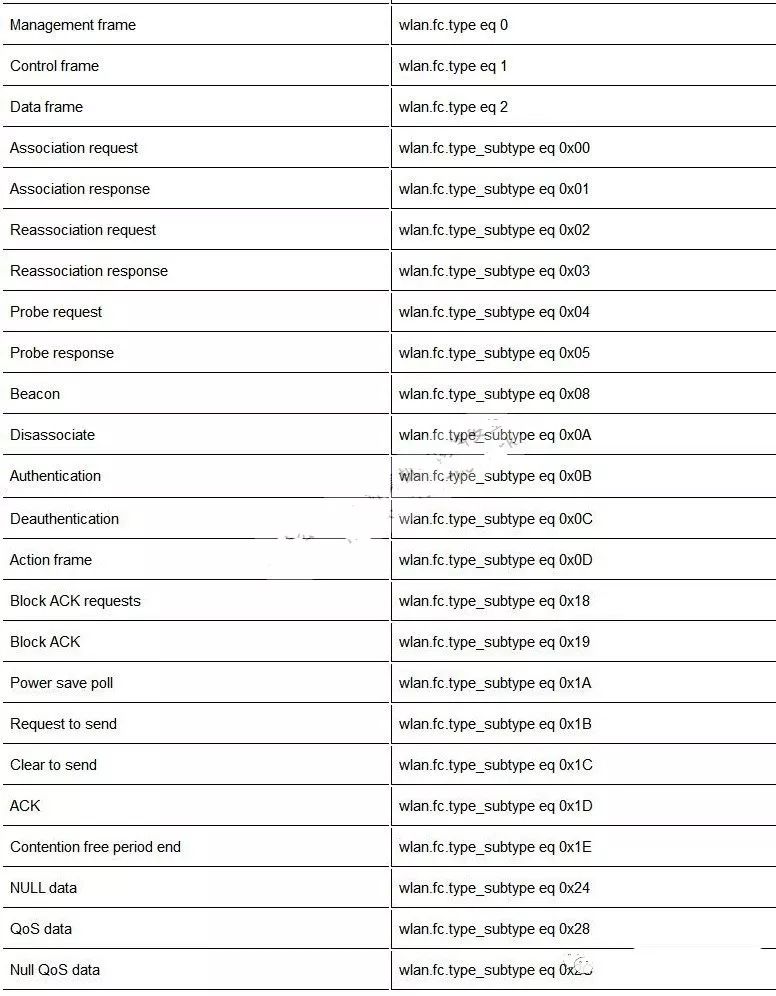 Management frame wlan.fc.type eq 0
Control frame wlan.fc.type eq 1
Data frame wlan.fc.type eq 2
Association request wlan.fc.type_subtype eq 0x00
Association response wlan.fc.type_subtype eq 0x01
Reassociation request wlan.fc.type_subtype eq 0x02
Reassociation response wlan.fc.type_subtype eq 0x03
Probe request wlan.fc.type_subtype eq 0x04
Probe response wlan.fc.type_subtype eq 0x05
Beacon wlan.fc.type_subtype eq 0x08
Disassociate wlan.fc.type_subtype eq 0x0A
Authentication wlan.fc.type_subtype eq 0x0B
Deauthentication wlan.fc.type_subtype eq 0x0C
Action frame wlan.fc.type_subtype eq 0x0D
Block ACK requests wlan.fc.type_subtype eq 0x18
Block ACK wlan.fc.type_subtype eq 0x19
Power save poll wlan.fc.type_subtype eq 0x1A
Request to send wlan.fc.type_subtype eq 0x1B
Clear to send wlan.fc.type_subtype eq 0x1C
ACK wlan.fc.type_subtype eq 0x1D
Contention free period end wlan.fc.type_subtype eq 0x1E
NULL data wlan.fc.type_subtype eq 0x24
QoS data wlan.fc.type_subtype eq 0x28
Null QoS data wlan.fc.type_subtype eq